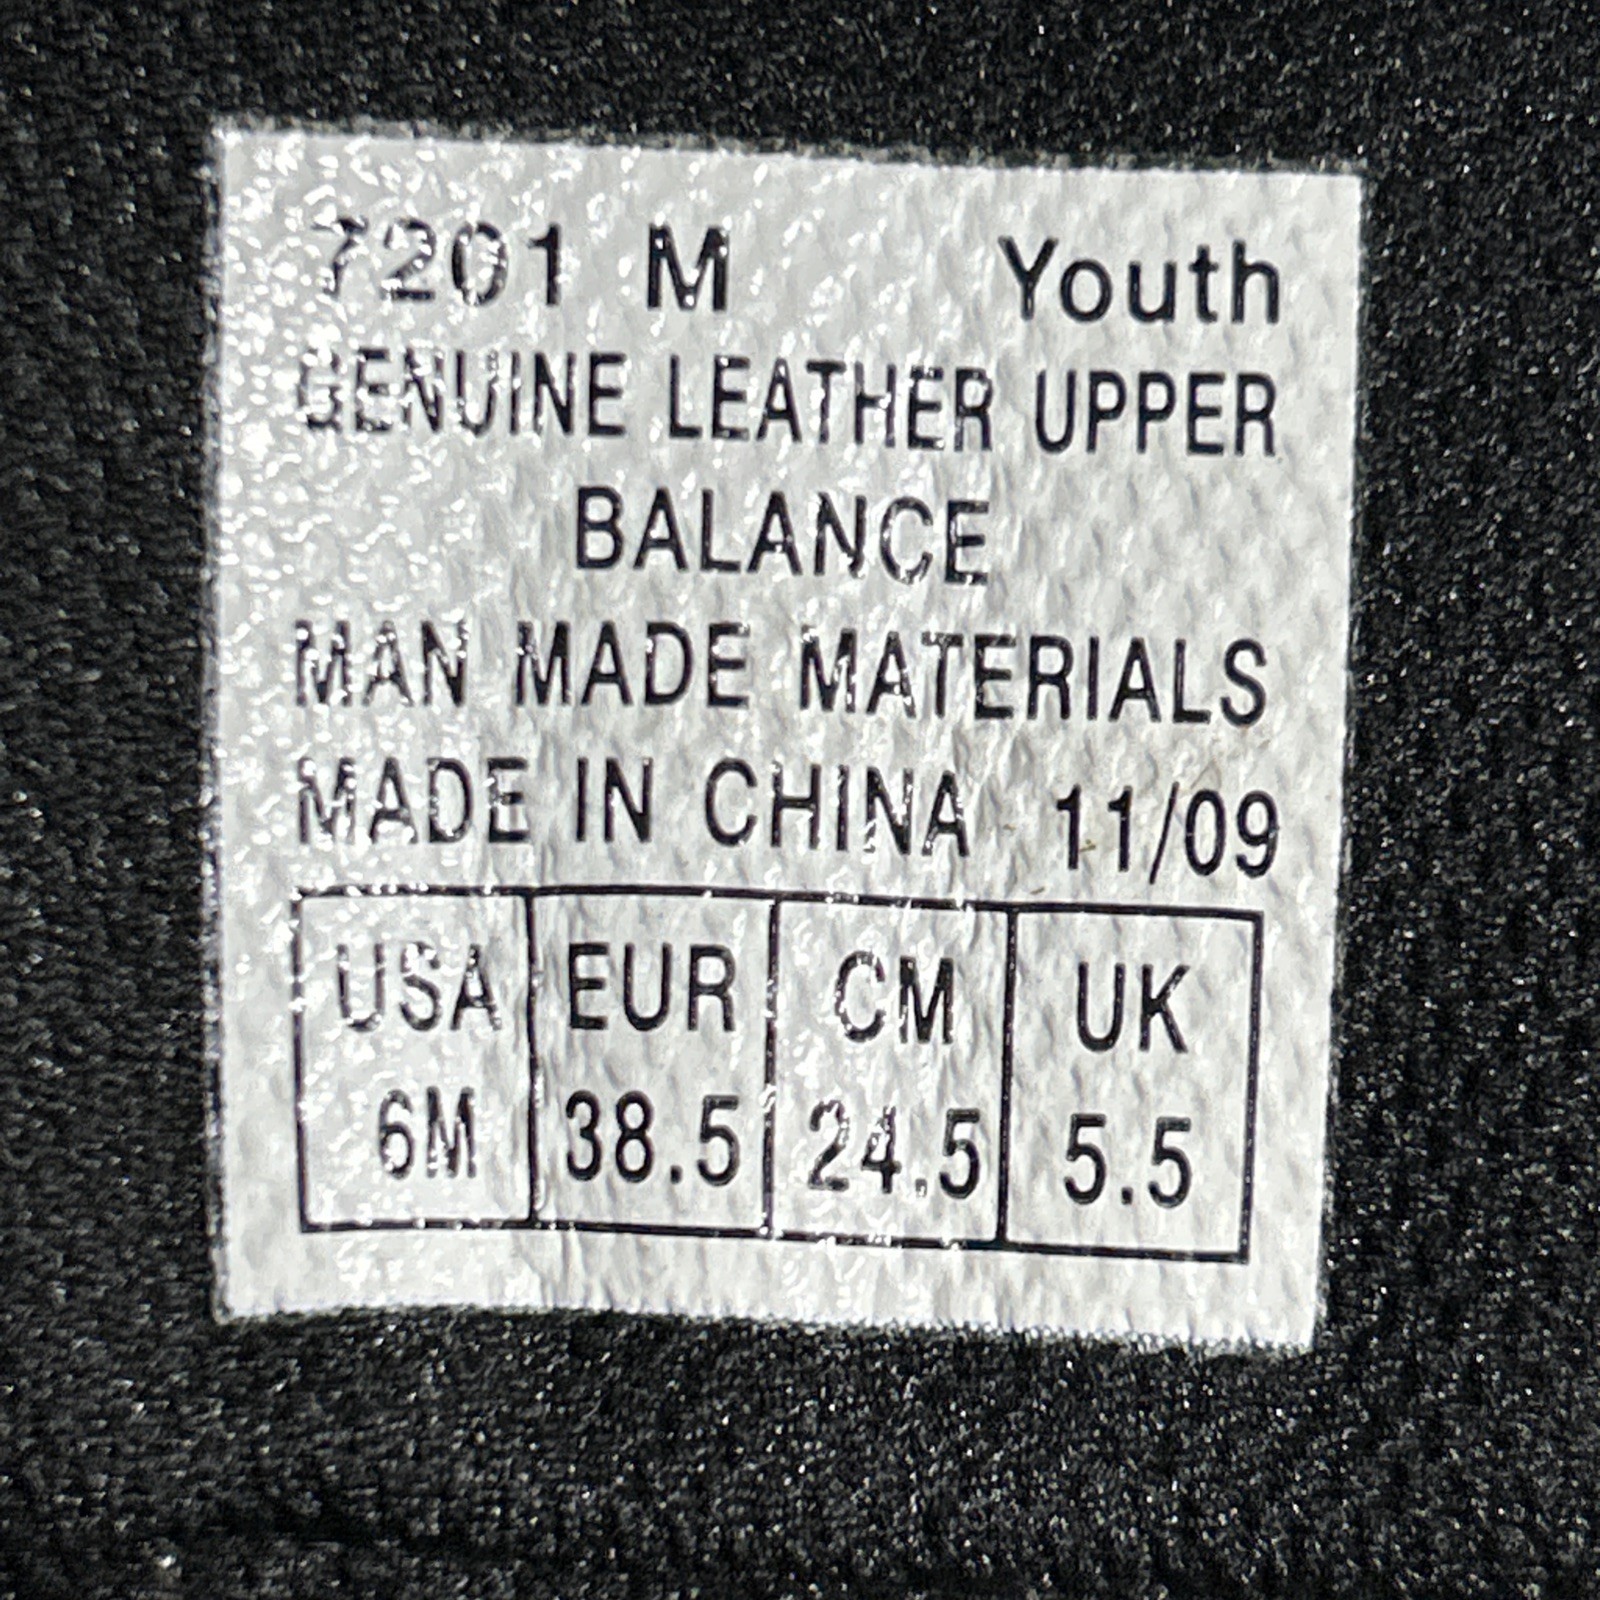 7201 M Youth
GENUINE LEATHER UPPER
BALANCE
MAN MADE MATERIALS
MADE IN CHINA 11/09
USA EUR CM UK
6M 38.5 24.5 5.5